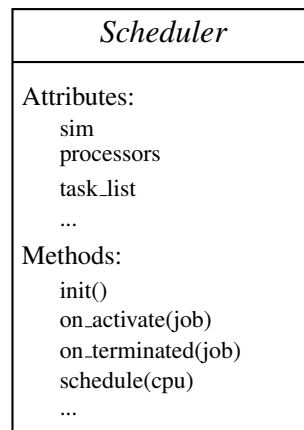 Scheduler
Attributes:
sim
processors
task_list
...
Methods:
init()
on_activate(job)
on_terminated(job)
schedule(cpu)
...